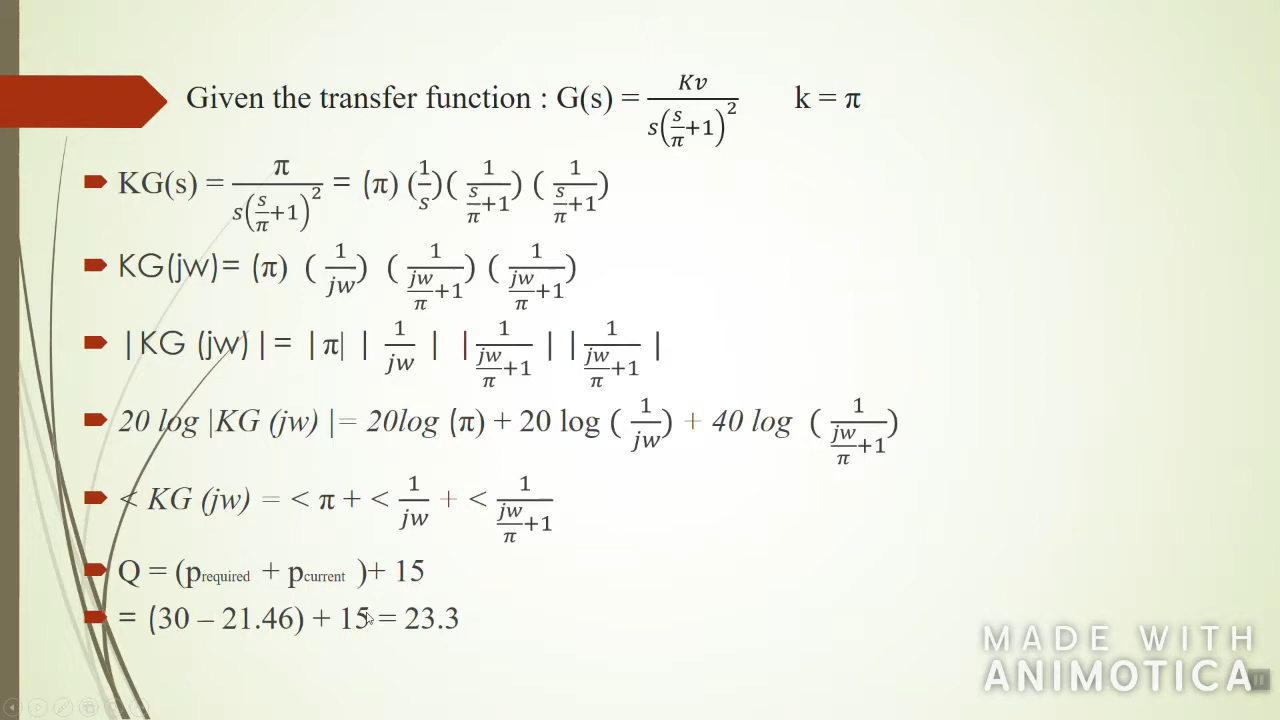 Given the transfer function : G(s) = Kv / s(s/π+1)^2 k = π
KG(s) = π / s(s/π+1)^2 = (π) (1/s)( 1 / s/π+1 ) ( 1 / s/π+1 )
KG(jw)= (π) ( 1/jw ) ( 1 / jw/π+1 ) ( 1 / jw/π+1 )
|KG (jw)|= |π| | 1/jw | | 1 / jw/π+1 | | 1 / jw/π+1 |
20 log |KG (jw) |= 20log (π) + 20 log ( 1/jw ) + 40 log ( 1 / jw/π+1 )
< KG (jw) = < π + < 1/jw + < 1 / jw/π+1
Q = (prequired + pcurrent )+ 15
= (30 – 21.46) + 15 = 23.3
MADE WITH
ANIMOTICA